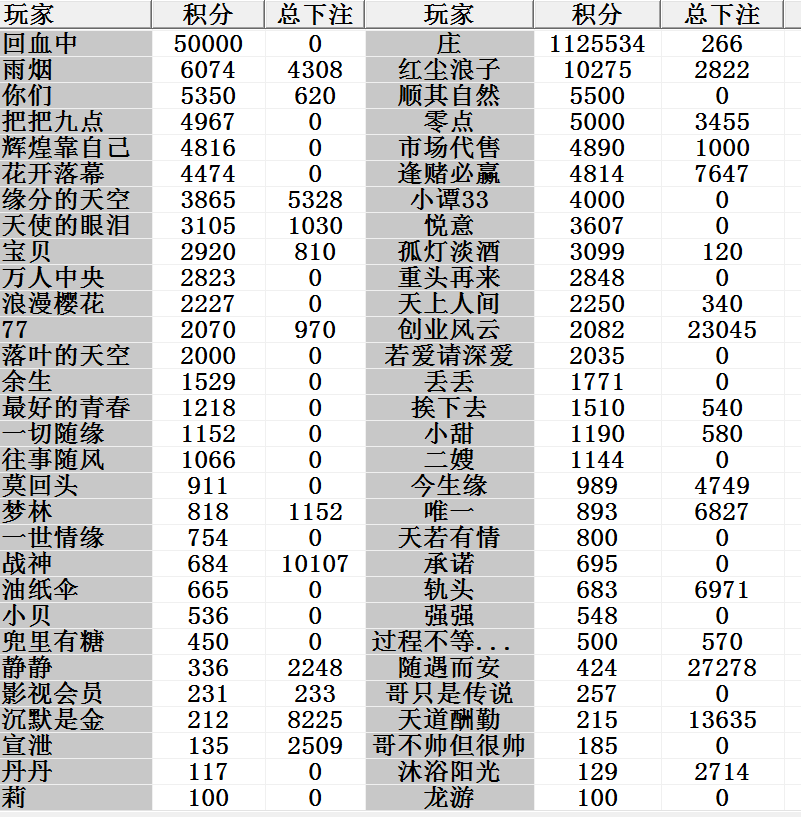 玩家 积分 总下注 玩家 积分 总下注
回血中 50000 0 庄 1125534 266
雨烟 6074 4308 红尘浪子 10275 2822
你们 5350 620 顺其自然 5500 0
把把九点 4967 0 零点 5000 3455
辉煌靠自己 4816 0 市场代售 4890 1000
花开落幕 4474 0 逢赌必赢 4814 7647
缘分的天空 3865 5328 小谭33 4000 0
天使的眼泪 3105 1030 悦意 3607 0
宝贝 2920 810 孤灯淡酒 3099 120
万人中央 2823 0 重头再来 2848 0
浪漫樱花 2227 0 天上人间 2250 340
77 2070 970 创业风云 2082 23045
落叶的天空 2000 0 若爱请深爱 2035 0
余生 1529 0 丢丢 1771 0
最好的青春 1218 0 挨下去 1510 540
一切随缘 1152 0 小甜 1190 580
往事随风 1066 0 二嫂 1144 0
莫回头 911 0 今生缘 989 4749
梦林 818 1152 唯一 893 6827
一世情缘 754 0 天若有情 800 0
战神 684 10107 承诺 695 0
油纸伞 665 0 轨头 683 6971
小贝 536 0 强强 548 0
兜里有糖 450 0 过程不等... 500 570
静静 336 2248 随遇而安 424 27278
影视会员 231 233 哥只是传说 257 0
沉默是金 212 8225 天道酬勤 215 13635
宣泄 135 2509 哥不帅但很帅 185 0
丹丹 117 0 沐浴阳光 129 2714
莉 100 0 龙游 100 0